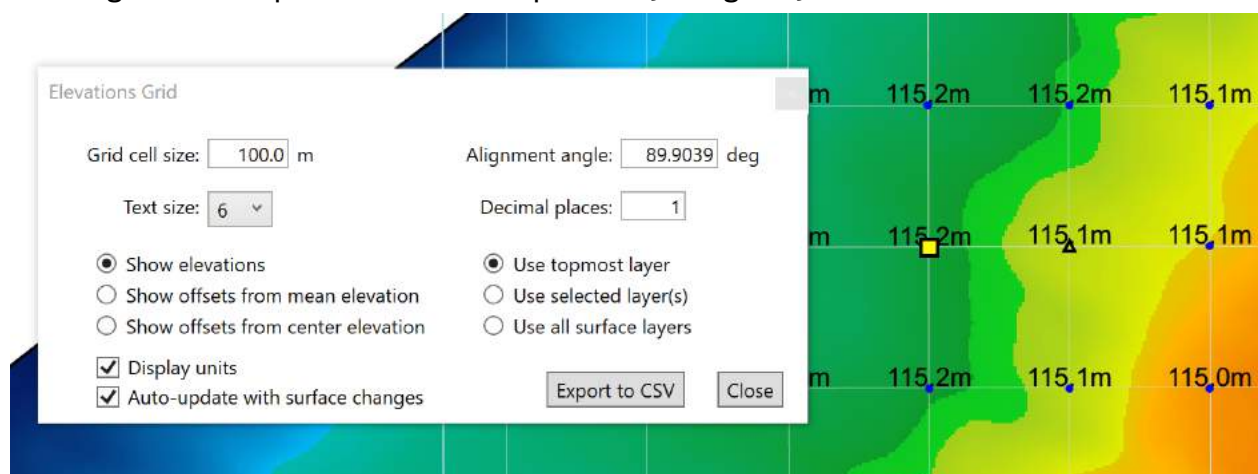 Elevations Grid
Grid cell size: 100.0 m
Alignment angle: 89.9039 deg
Text size: 6
Decimal places: 1
Show elevations
Use topmost layer
Show offsets from mean elevation
Use selected layer(s)
Show offsets from center elevation
Use all surface layers
Display units
Auto-update with surface changes
Export to CSV
Close
m 115.2m 115.2m 115.1m
m 115.2m 115.1m 115.1m
m 115.2m 115.1m 115.0m